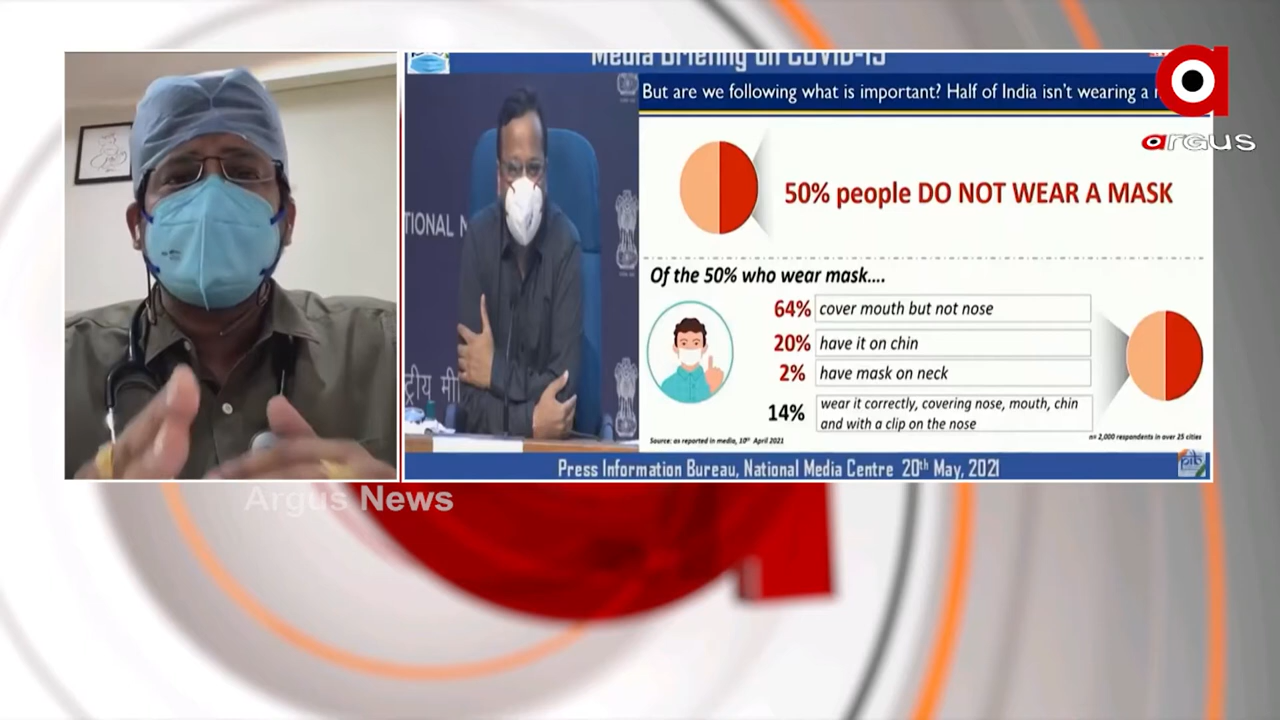 Media Briefing on COVID-19
But are we following what is important? Half of India isn't wearing a
argus
50% people DO NOT WEAR A MASK
TIONAL M
Of the 50% who wear mask....
64% cover mouth but not nose
20% have it on chin
2% have mask on neck
14% wear it correctly, covering nose, mouth, chin
and with a clip on the nose
ट्रीय मी
Source: as reported in media, 10th April 2021
n= 2,000 respondents in over 25 cities
Press Information Bureau, National Media Centre 20th May, 2021
pib
Argus News